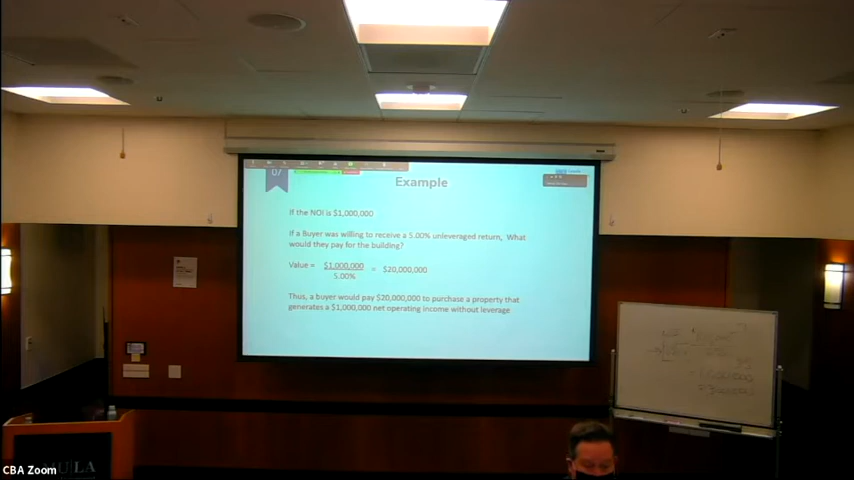 07
Example
If the NOI is $1,000,000
If a Buyer was willing to receive a 5.00% unleveraged return, What
would they pay for the building?
Value = $1,000,000 = $20,000,000
5.00%
Thus, a buyer would pay $20,000,000 to purchase a property that
generates a $1,000,000 net operating income without leverage
CBA Zoom